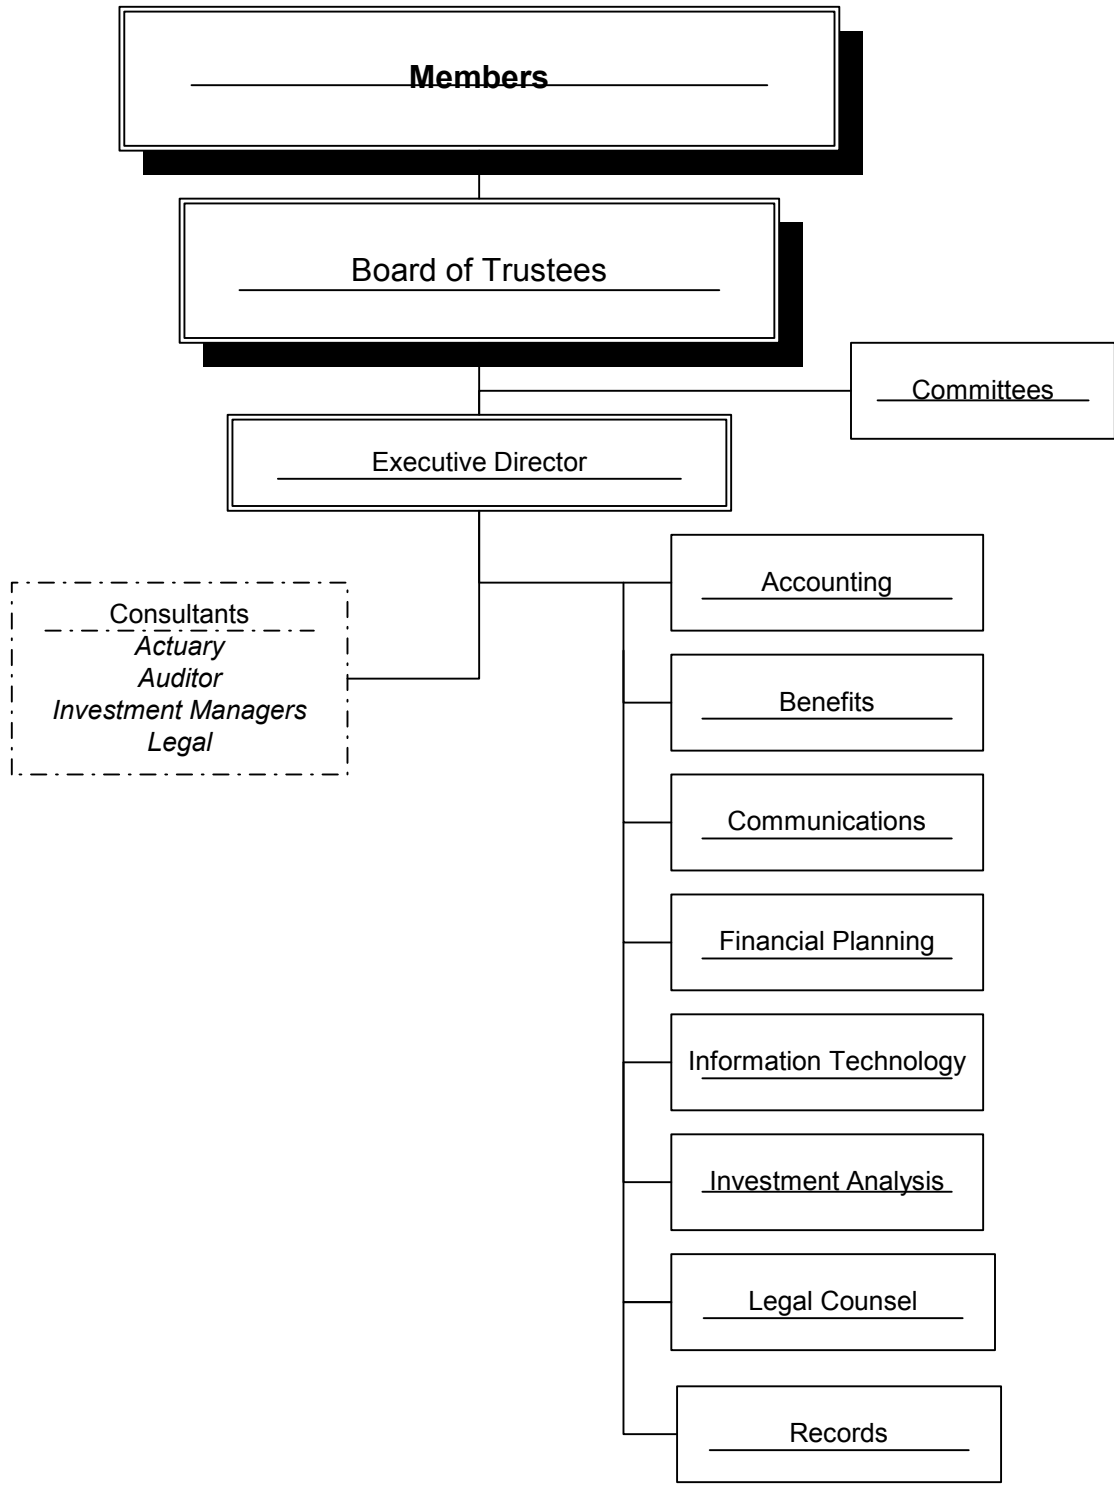 Members
Board of Trustees
Committees
Executive Director
Consultants
Actuary
Auditor
Investment Managers
Legal
Accounting
Benefits
Communications
Financial Planning
Information Technology
Investment Analysis
Legal Counsel
Records